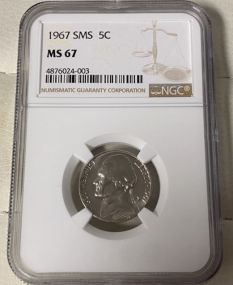 1967 SMS 5C
MS 67
4876024-003
NUMISMATIC GUARANTY CORPORATION
NGC